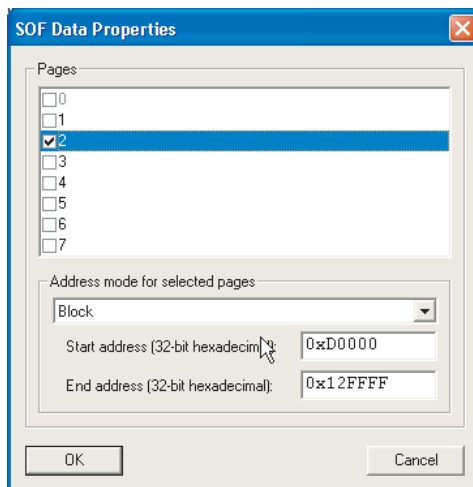 SOF Data Properties
Pages
0
1
2
3
4
5
6
7
Address mode for selected pages
Block
Start address (32-bit hexadecimal): 0xD0000
End address (32-bit hexadecimal): 0x12FFFF
OK Cancel